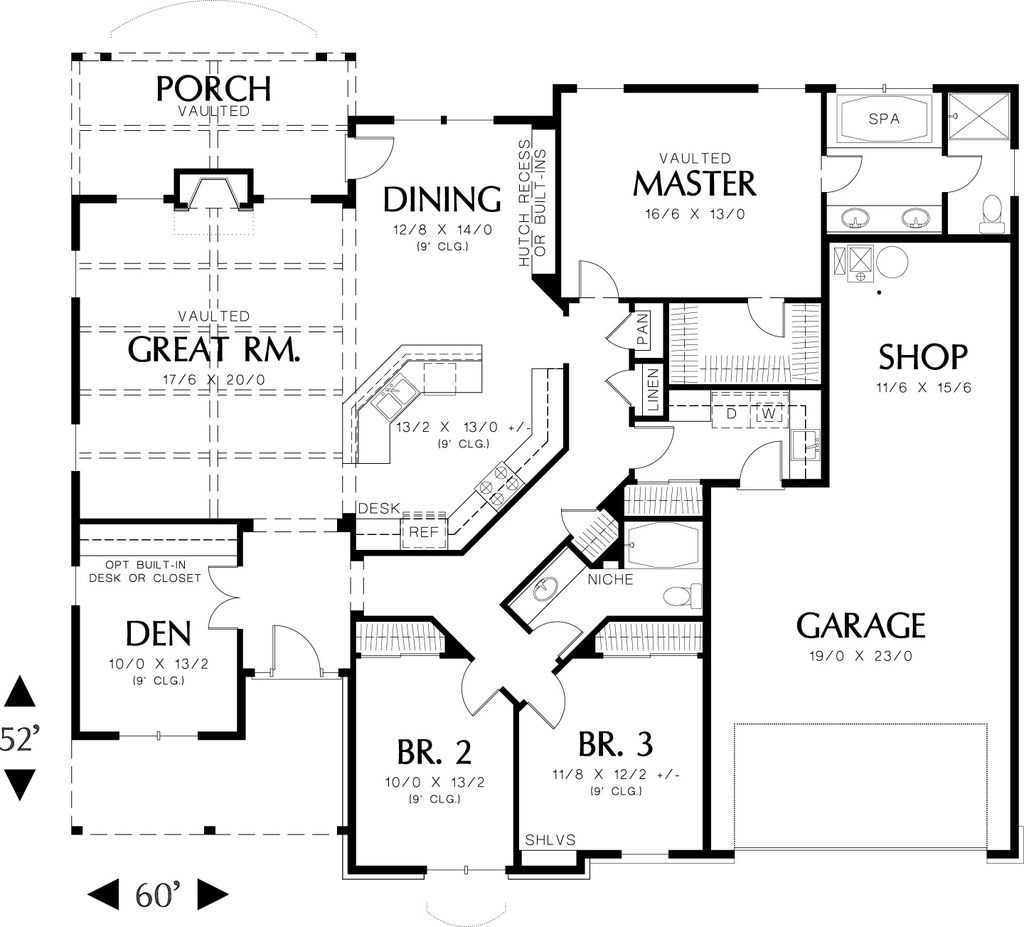 PORCH
VAULTED
DINING
12/8 X 14/0
(9' CLG.)
HUTCH RECESS
OR BUILT-INS
VAULTED
MASTER
16/6 X 13/0
SPA
VAULTED
GREAT RM.
17/6 X 20/0
PAN
LINEN
SHOP
11/6 X 15/6
D
W
13/2 X 13/0 +/-
(9' CLG.)
DESK
REF
OPT BUILT-IN
DESK OR CLOSET
NICHE
DEN
10/0 X 13/2
(9' CLG.)
GARAGE
19/0 X 23/0
52'
BR. 2
10/0 X 13/2
(9' CLG.)
BR. 3
11/8 X 12/2 +/-
(9' CLG.)
SHLVS
60'